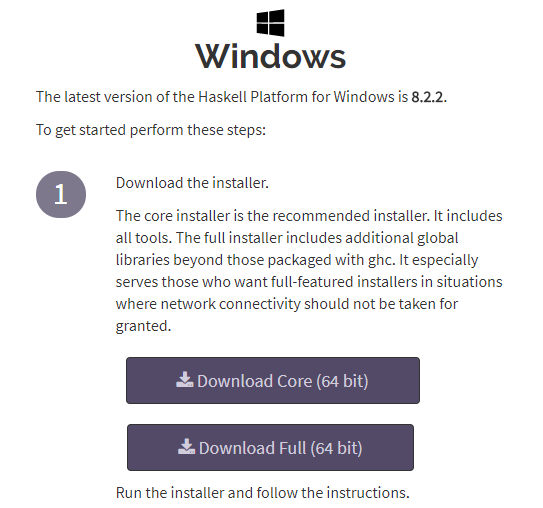 Windows
The latest version of the Haskell Platform for Windows is 8.2.2.
To get started perform these steps:
1
Download the installer.
The core installer is the recommended installer. It includes
all tools. The full installer includes additional global
libraries beyond those packaged with ghc. It especially
serves those who want full-featured installers in situations
where network connectivity should not be taken for
granted.
Download Core (64 bit)
Download Full (64 bit)
Run the installer and follow the instructions.